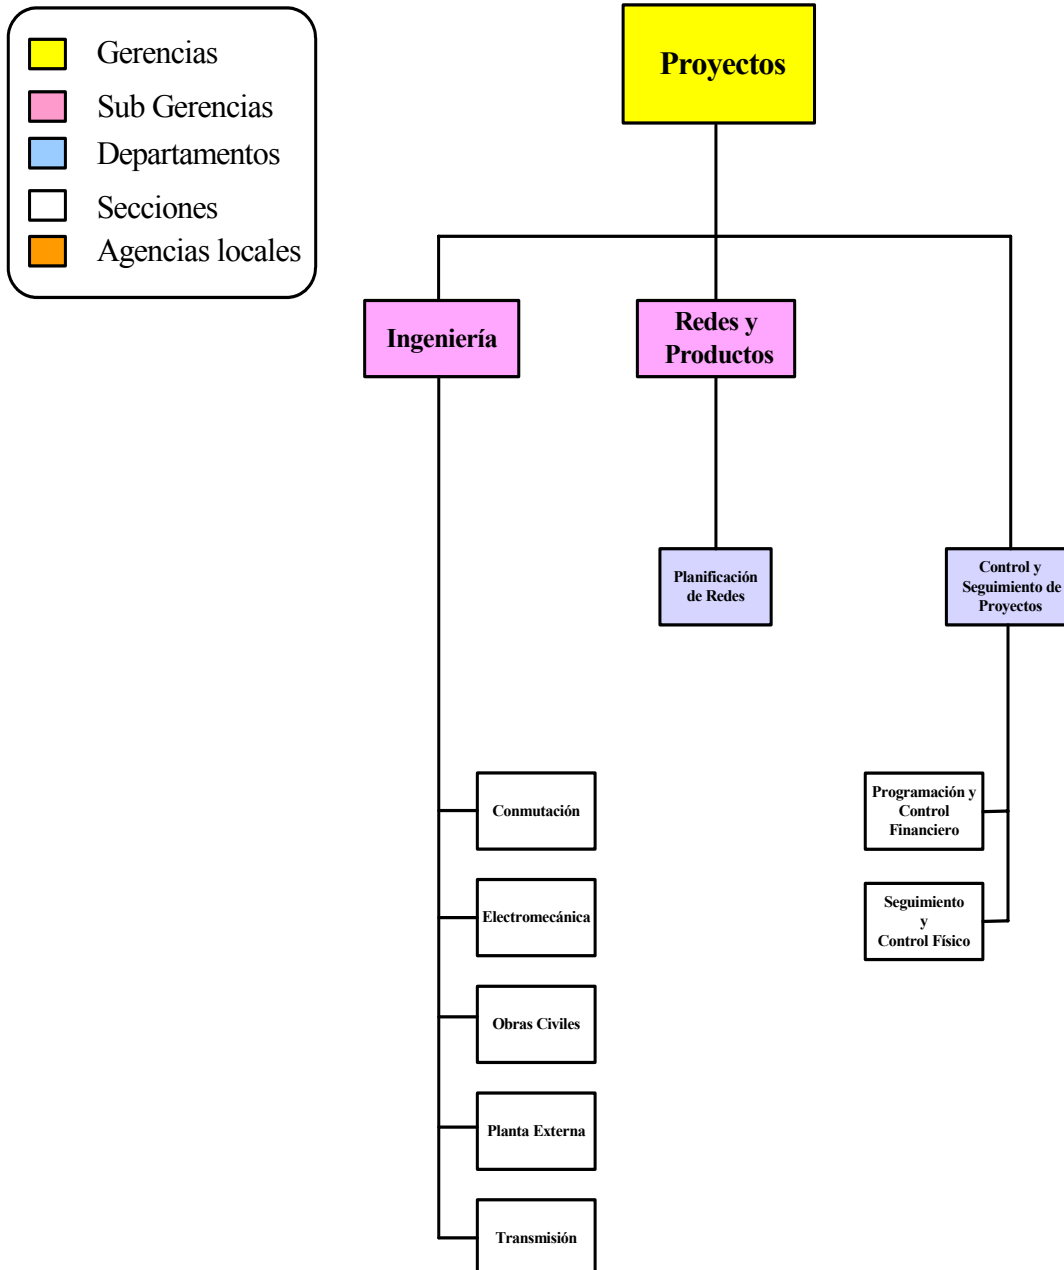 Gerencias
Sub Gerencias
Departamentos
Secciones
Agencias locales
Proyectos
Ingeniería
Redes y
Productos
Planificación
de Redes
Control y
Seguimiento de
Proyectos
Conmutación
Electromecánica
Obras Civiles
Planta Externa
Transmisión
Programación y
Control
Financiero
Seguimiento
y
Control Físico